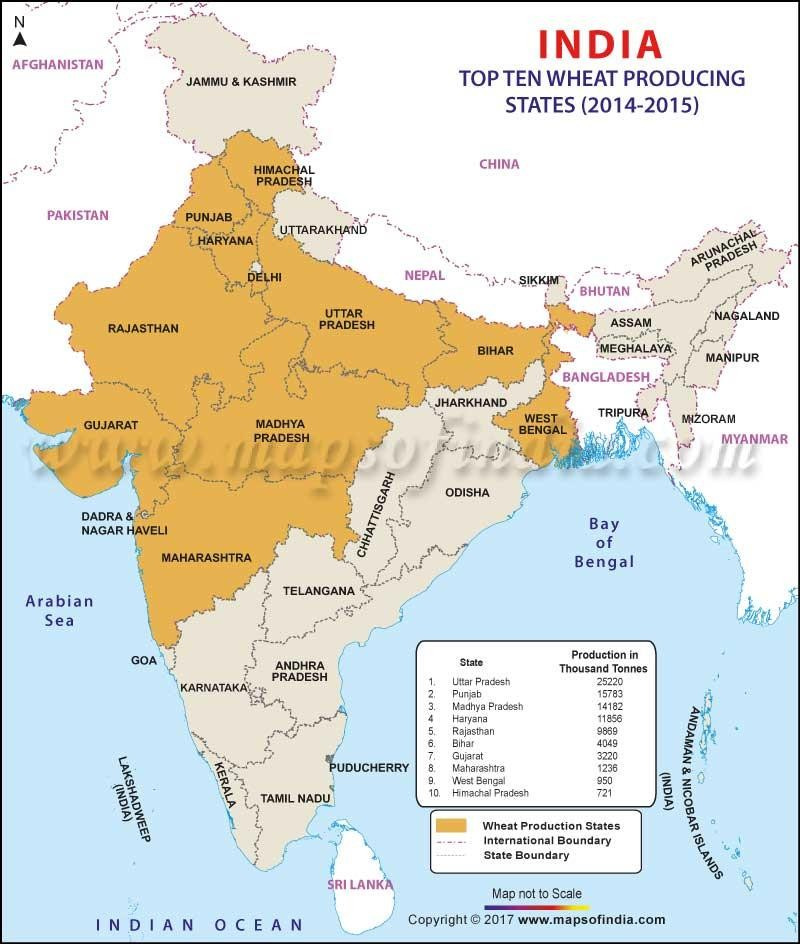 N
INDIA
TOP TEN WHEAT PRODUCING
STATES (2014-2015)
AFGHANISTAN
JAMMU & KASHMIR
CHINA
HIMACHAL
PRADESH
PAKISTAN
PUNJAB
UTTARAKHAND
HARYANA
DELHI
NEPAL
SIKKIM
BHUTAN
ARUNACHAL
PRADESH
RAJASTHAN
UTTAR
PRADESH
BIHAR
ASSAM
NAGALAND
MEGHALAYA
MANIPUR
BANGLADESH
JHARKHAND
TRIPURA
MIZORAM
MYANMAR
GUJARAT
MADHYA
PRADESH
WEST
BENGAL
www.mapsofindia.com
CHHATTISGARH
ODISHA
DADRA &
NAGAR HAVELI
MAHARASHTRA
Bay
of
Bengal
TELANGANA
Arabian
Sea
GOA
KARNATAKA
ANDHRA
PRADESH
State Production in Thousand Tonnes
1. Uttar Pradesh 25220
2. Punjab 15783
3. Madhya Pradesh 14182
4 Haryana 11856
5. Rajasthan 9869
6. Bihar 4049
7. Gujarat 3220
8. Maharashtra 1236
9. West Bengal 950
10. Himachal Pradesh 721
LAKSHADWEEP
(INDIA)
KERALA
PUDUCHERRY
TAMIL NADU
ANDAMAN & NICOBAR ISLANDS
(INDIA)
Wheat Production States
International Boundary
State Boundary
SRI LANKA
Map not to Scale
INDIAN OCEAN
Copyright © 2017 www.mapsofindia.com